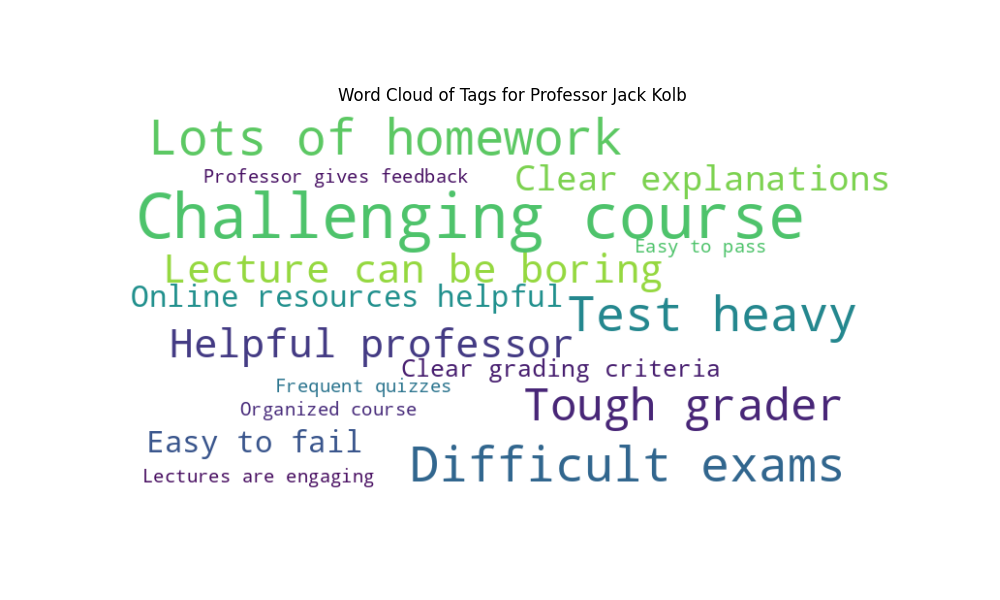 Word Cloud of Tags for Professor Jack Kolb
Lots of homework
Professor gives feedback
Clear explanations
Challenging course
Easy to pass
Lecture can be boring
Online resources helpful
Test heavy
Helpful professor
Clear grading criteria
Frequent quizzes
Organized course
Tough grader
Easy to fail
Difficult exams
Lectures are engaging